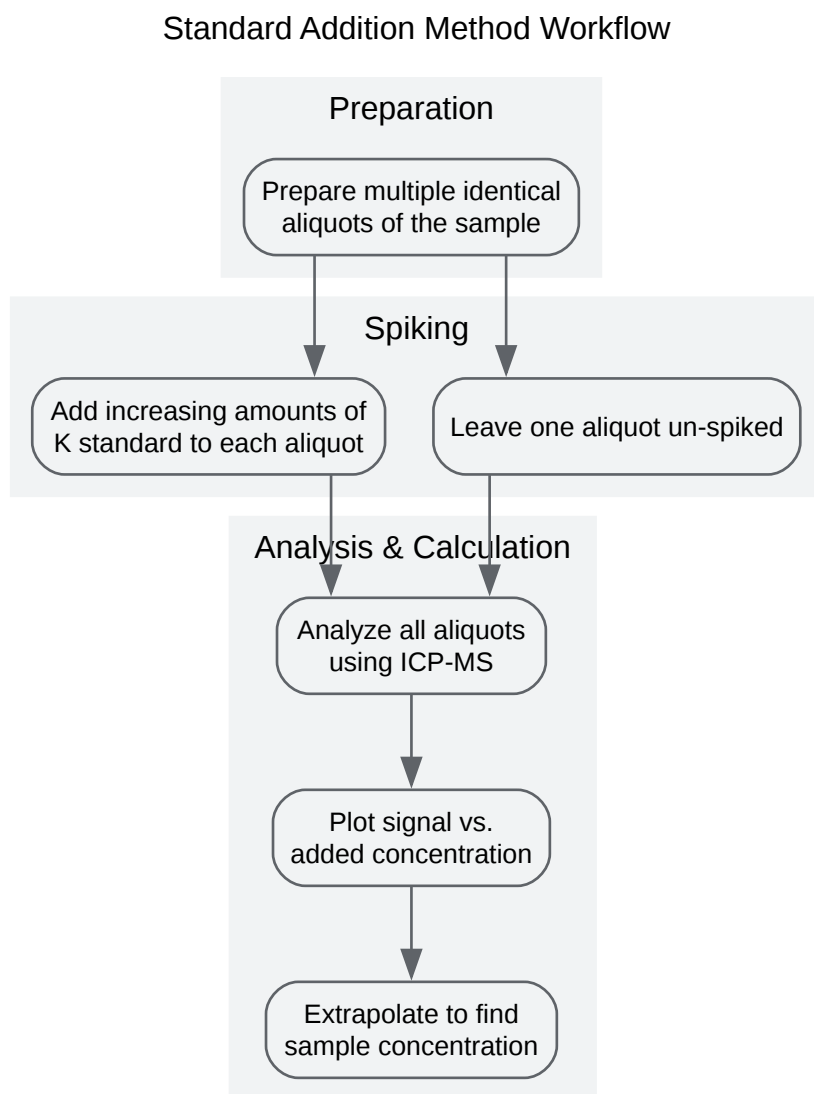 Standard Addition Method Workflow
Preparation
Prepare multiple identical
aliquots of the sample
Spiking
Add increasing amounts of
K standard to each aliquot
Leave one aliquot un-spiked
Analysis & Calculation
Analyze all aliquots
using ICP-MS
Plot signal vs.
added concentration
Extrapolate to find
sample concentration